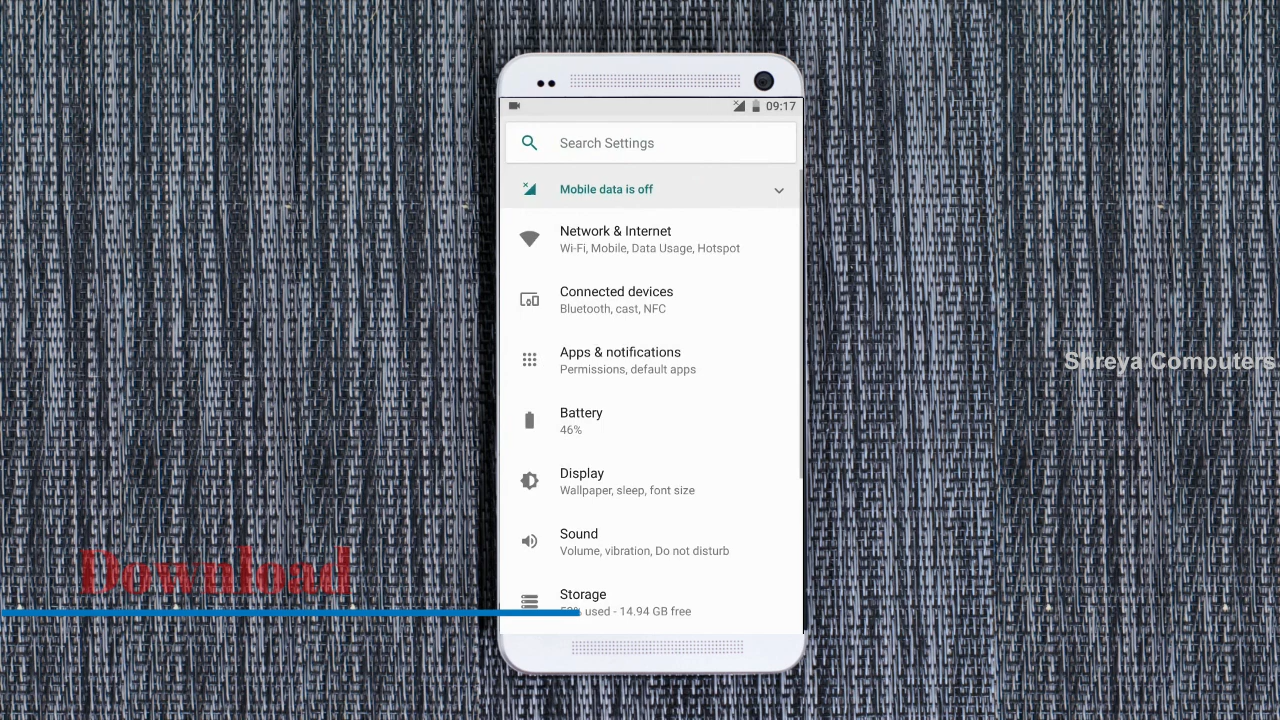 09:17
Search Settings
Mobile data is off
Network & Internet
Wi-Fi, Mobile, Data Usage, Hotspot
Connected devices
Bluetooth, cast, NFC
Apps & notifications
Permissions, default apps
Battery
46%
Display
Wallpaper, sleep, font size
Sound
Volume, vibration, Do not disturb
Storage
used - 14.94 GB free
Shreya Computers
Download